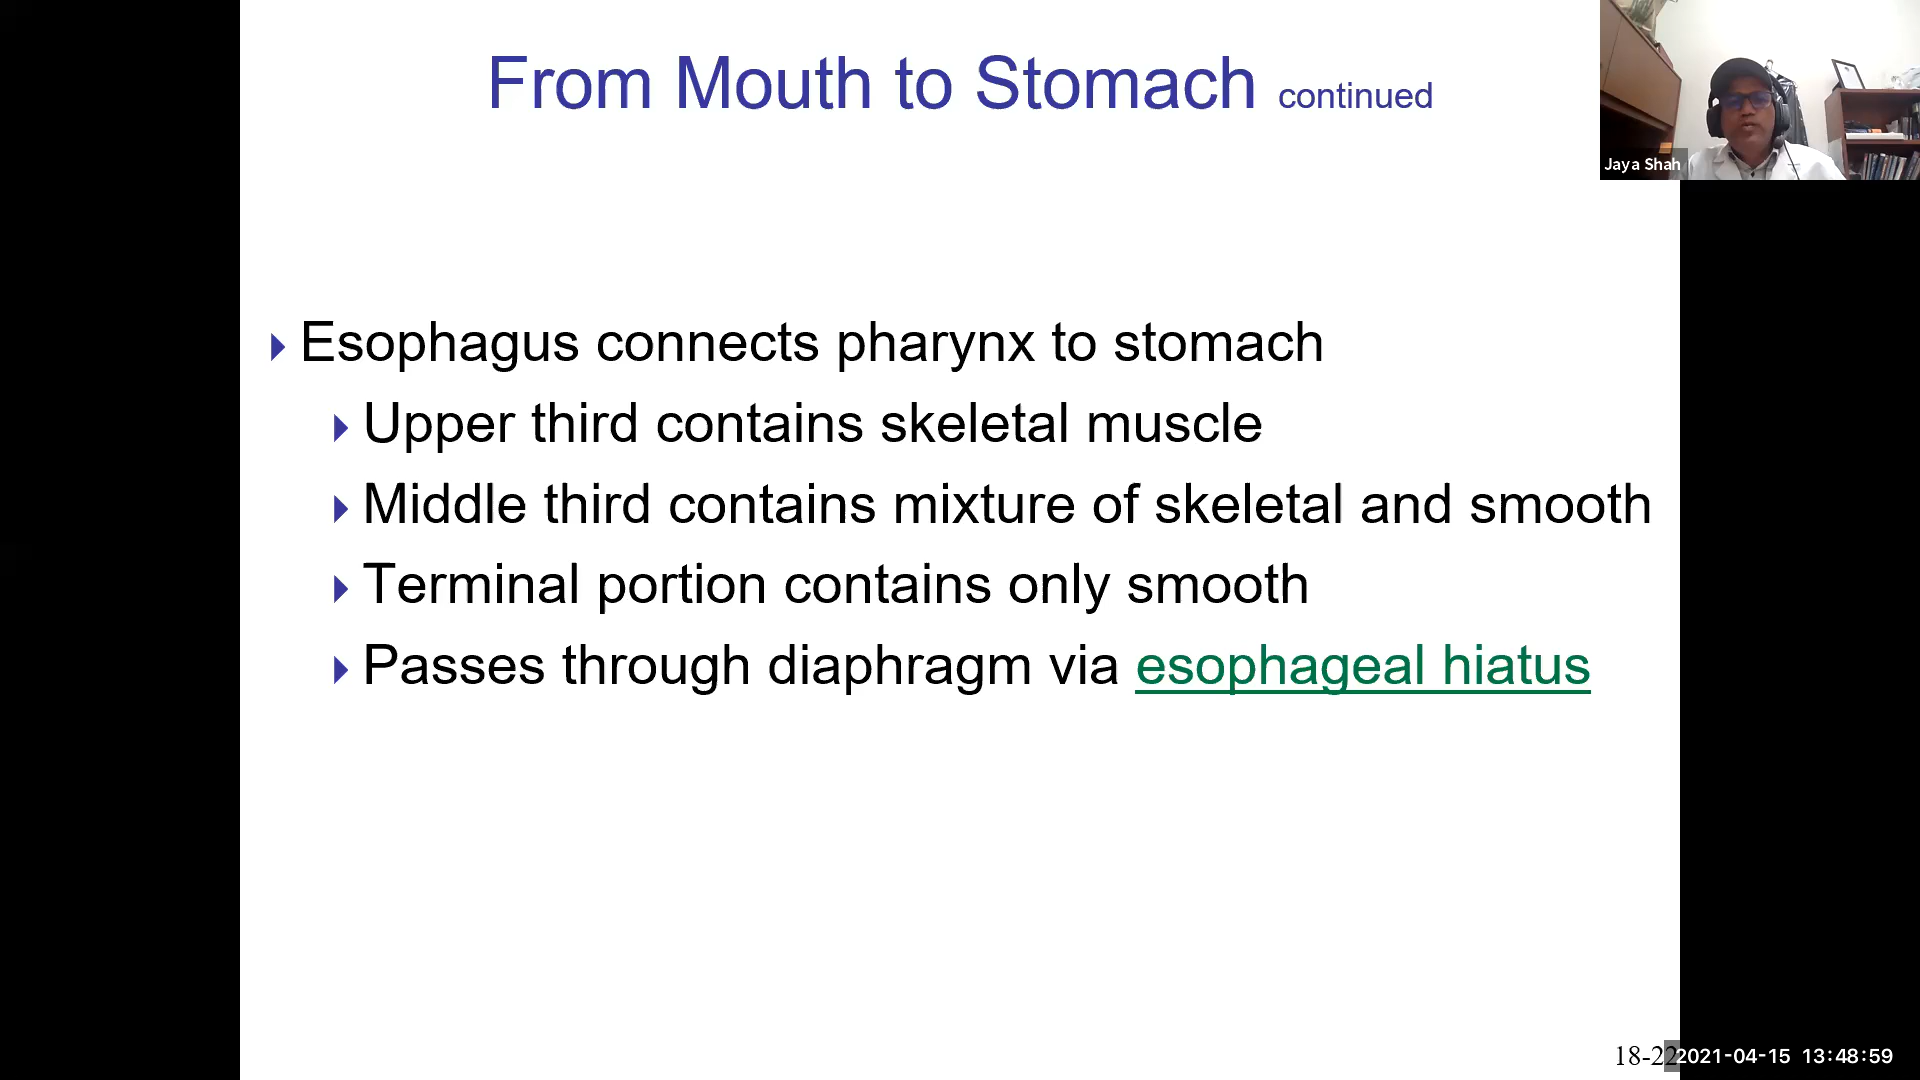 From Mouth to Stomach continued
Jaya Shah
Esophagus connects pharynx to stomach
Upper third contains skeletal muscle
Middle third contains mixture of skeletal and smooth
Terminal portion contains only smooth
Passes through diaphragm via esophageal hiatus
18-22
2021-04-15 13:48:59